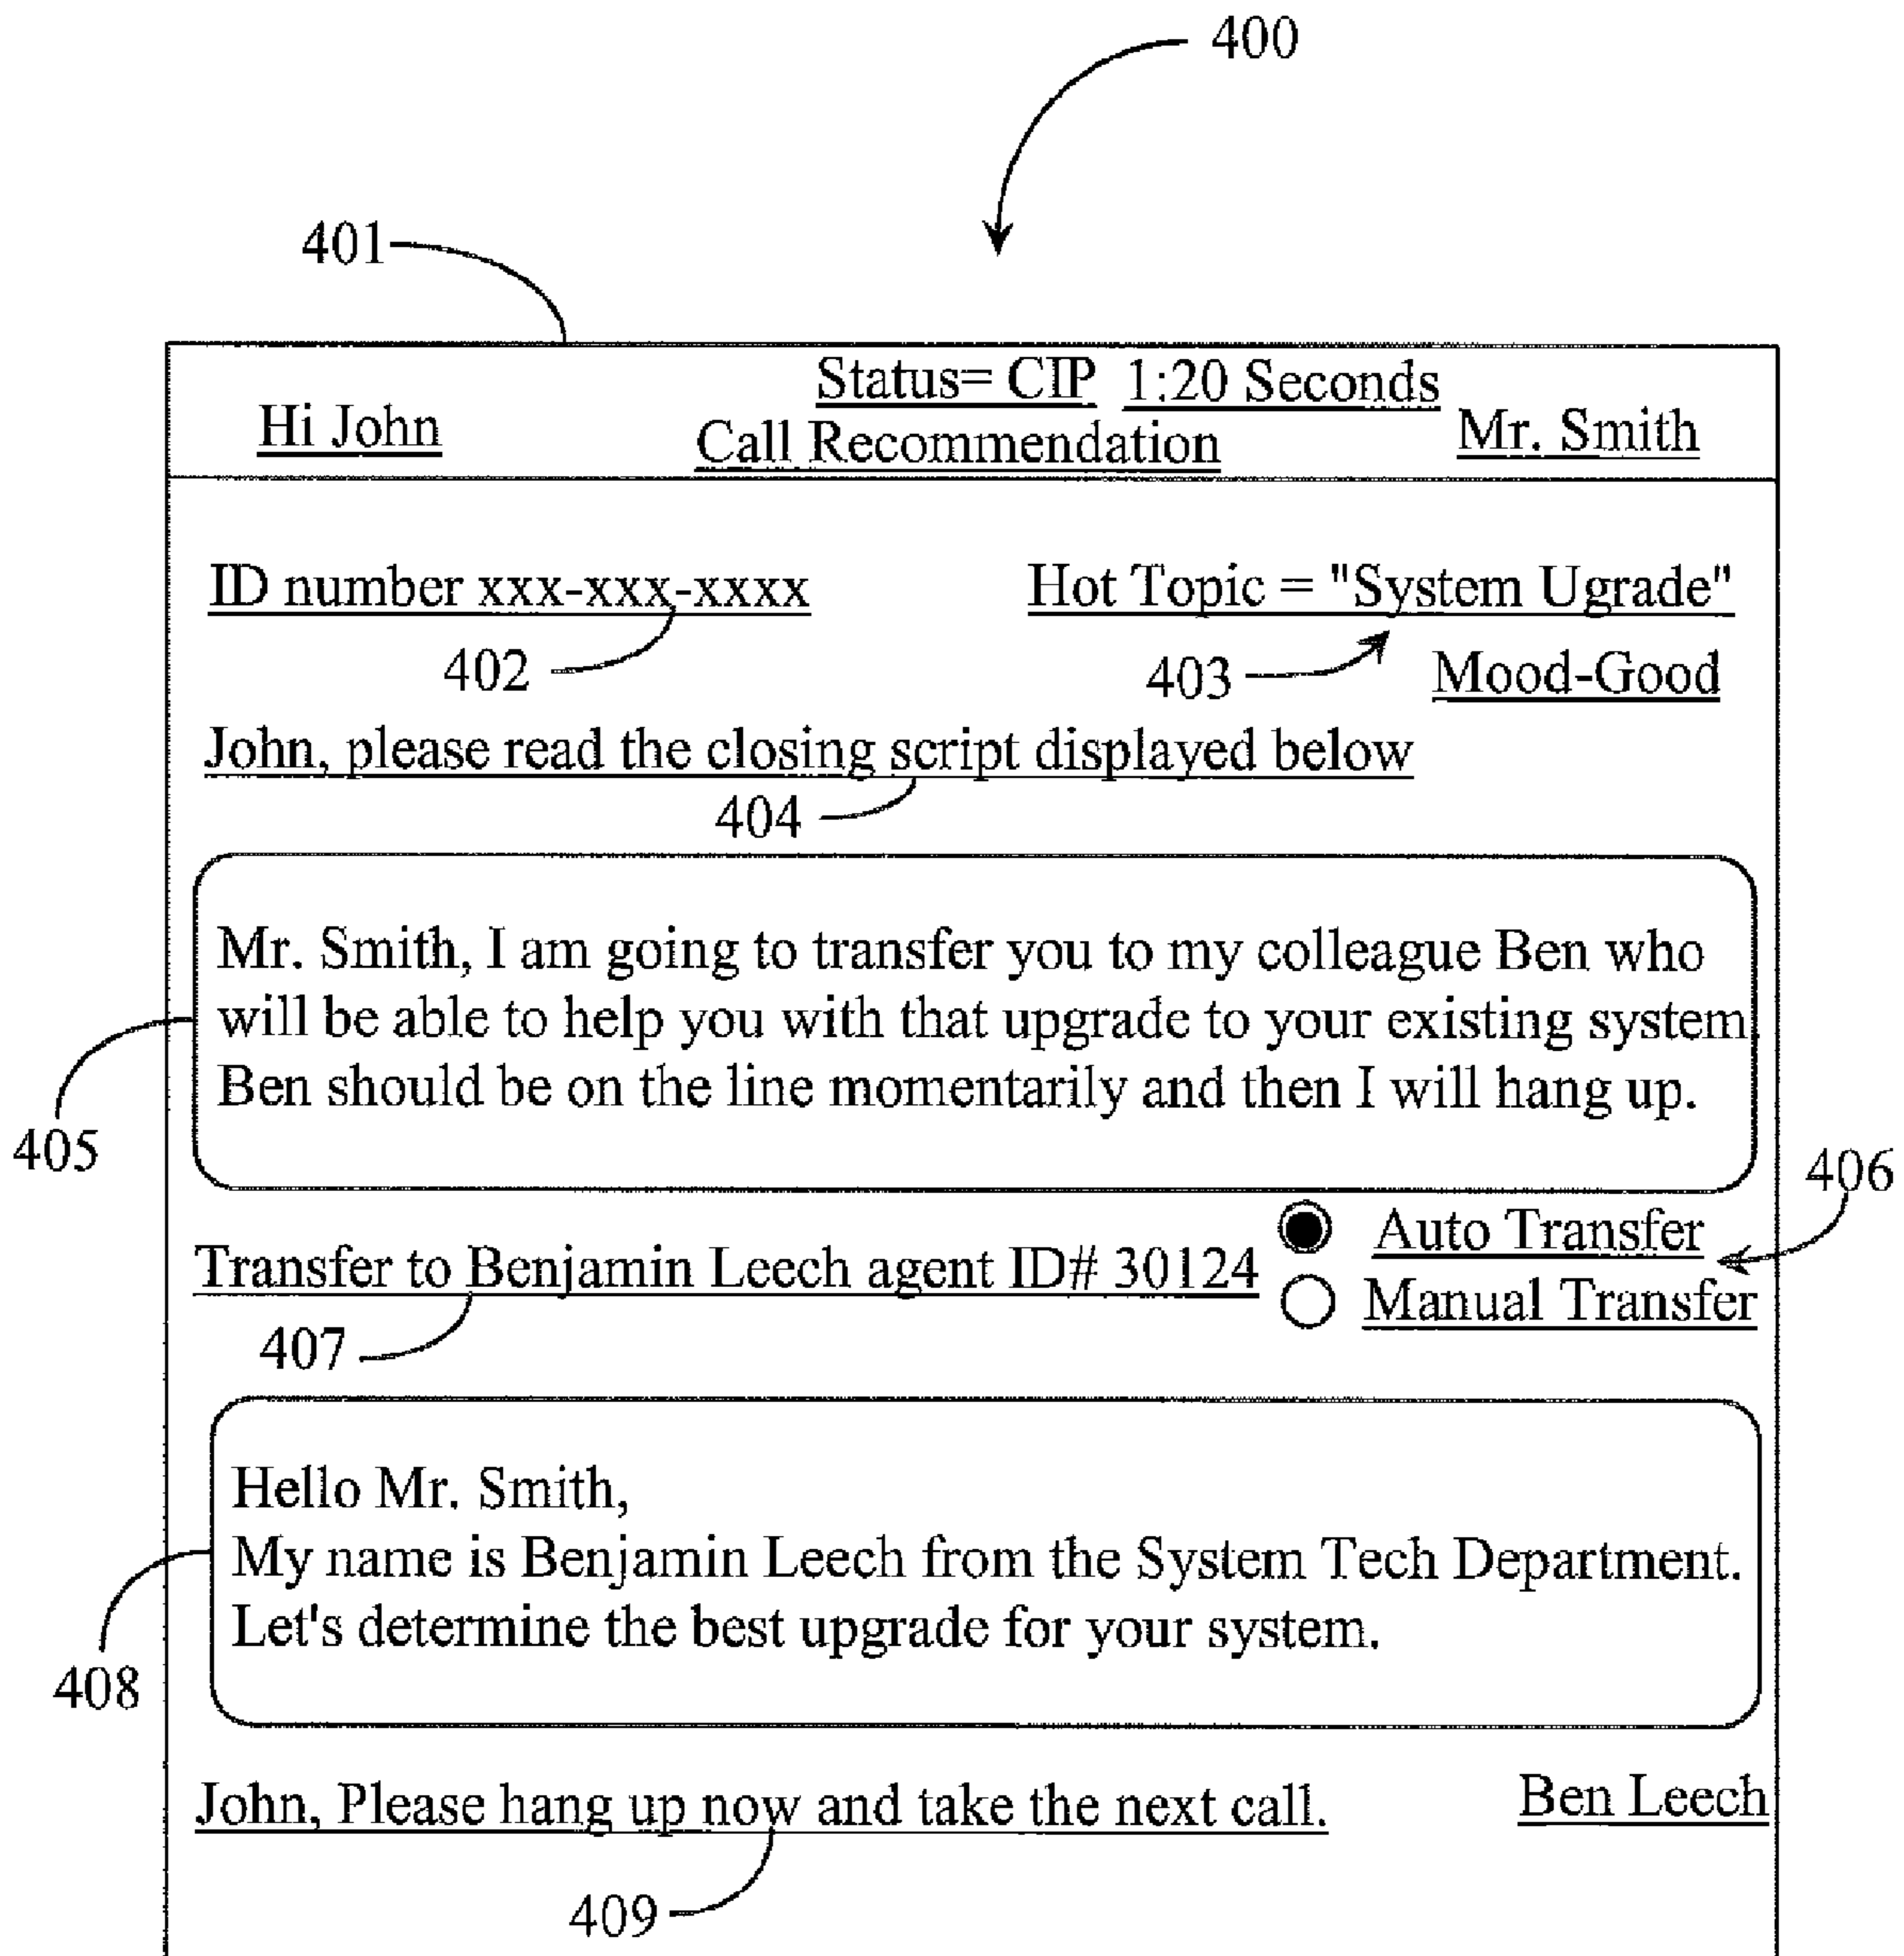 400
401
Status= CIP 1:20 Seconds
Hi John
Call Recommendation
Mr. Smith
ID number xxx-xxx-xxxx
Hot Topic = "System Ugrade"
402
403
Mood-Good
John, please read the closing script displayed below
404
Mr. Smith, I am going to transfer you to my colleague Ben who
will be able to help you with that upgrade to your existing system.
Ben should be on the line momentarily and then I will hang up.
405
406
Auto Transfer
Transfer to Benjamin Leech agent ID# 30124
Manual Transfer
407
Hello Mr. Smith,
My name is Benjamin Leech from the System Tech Department.
Let's determine the best upgrade for your system.
408
John, Please hang up now and take the next call.
Ben Leech
409